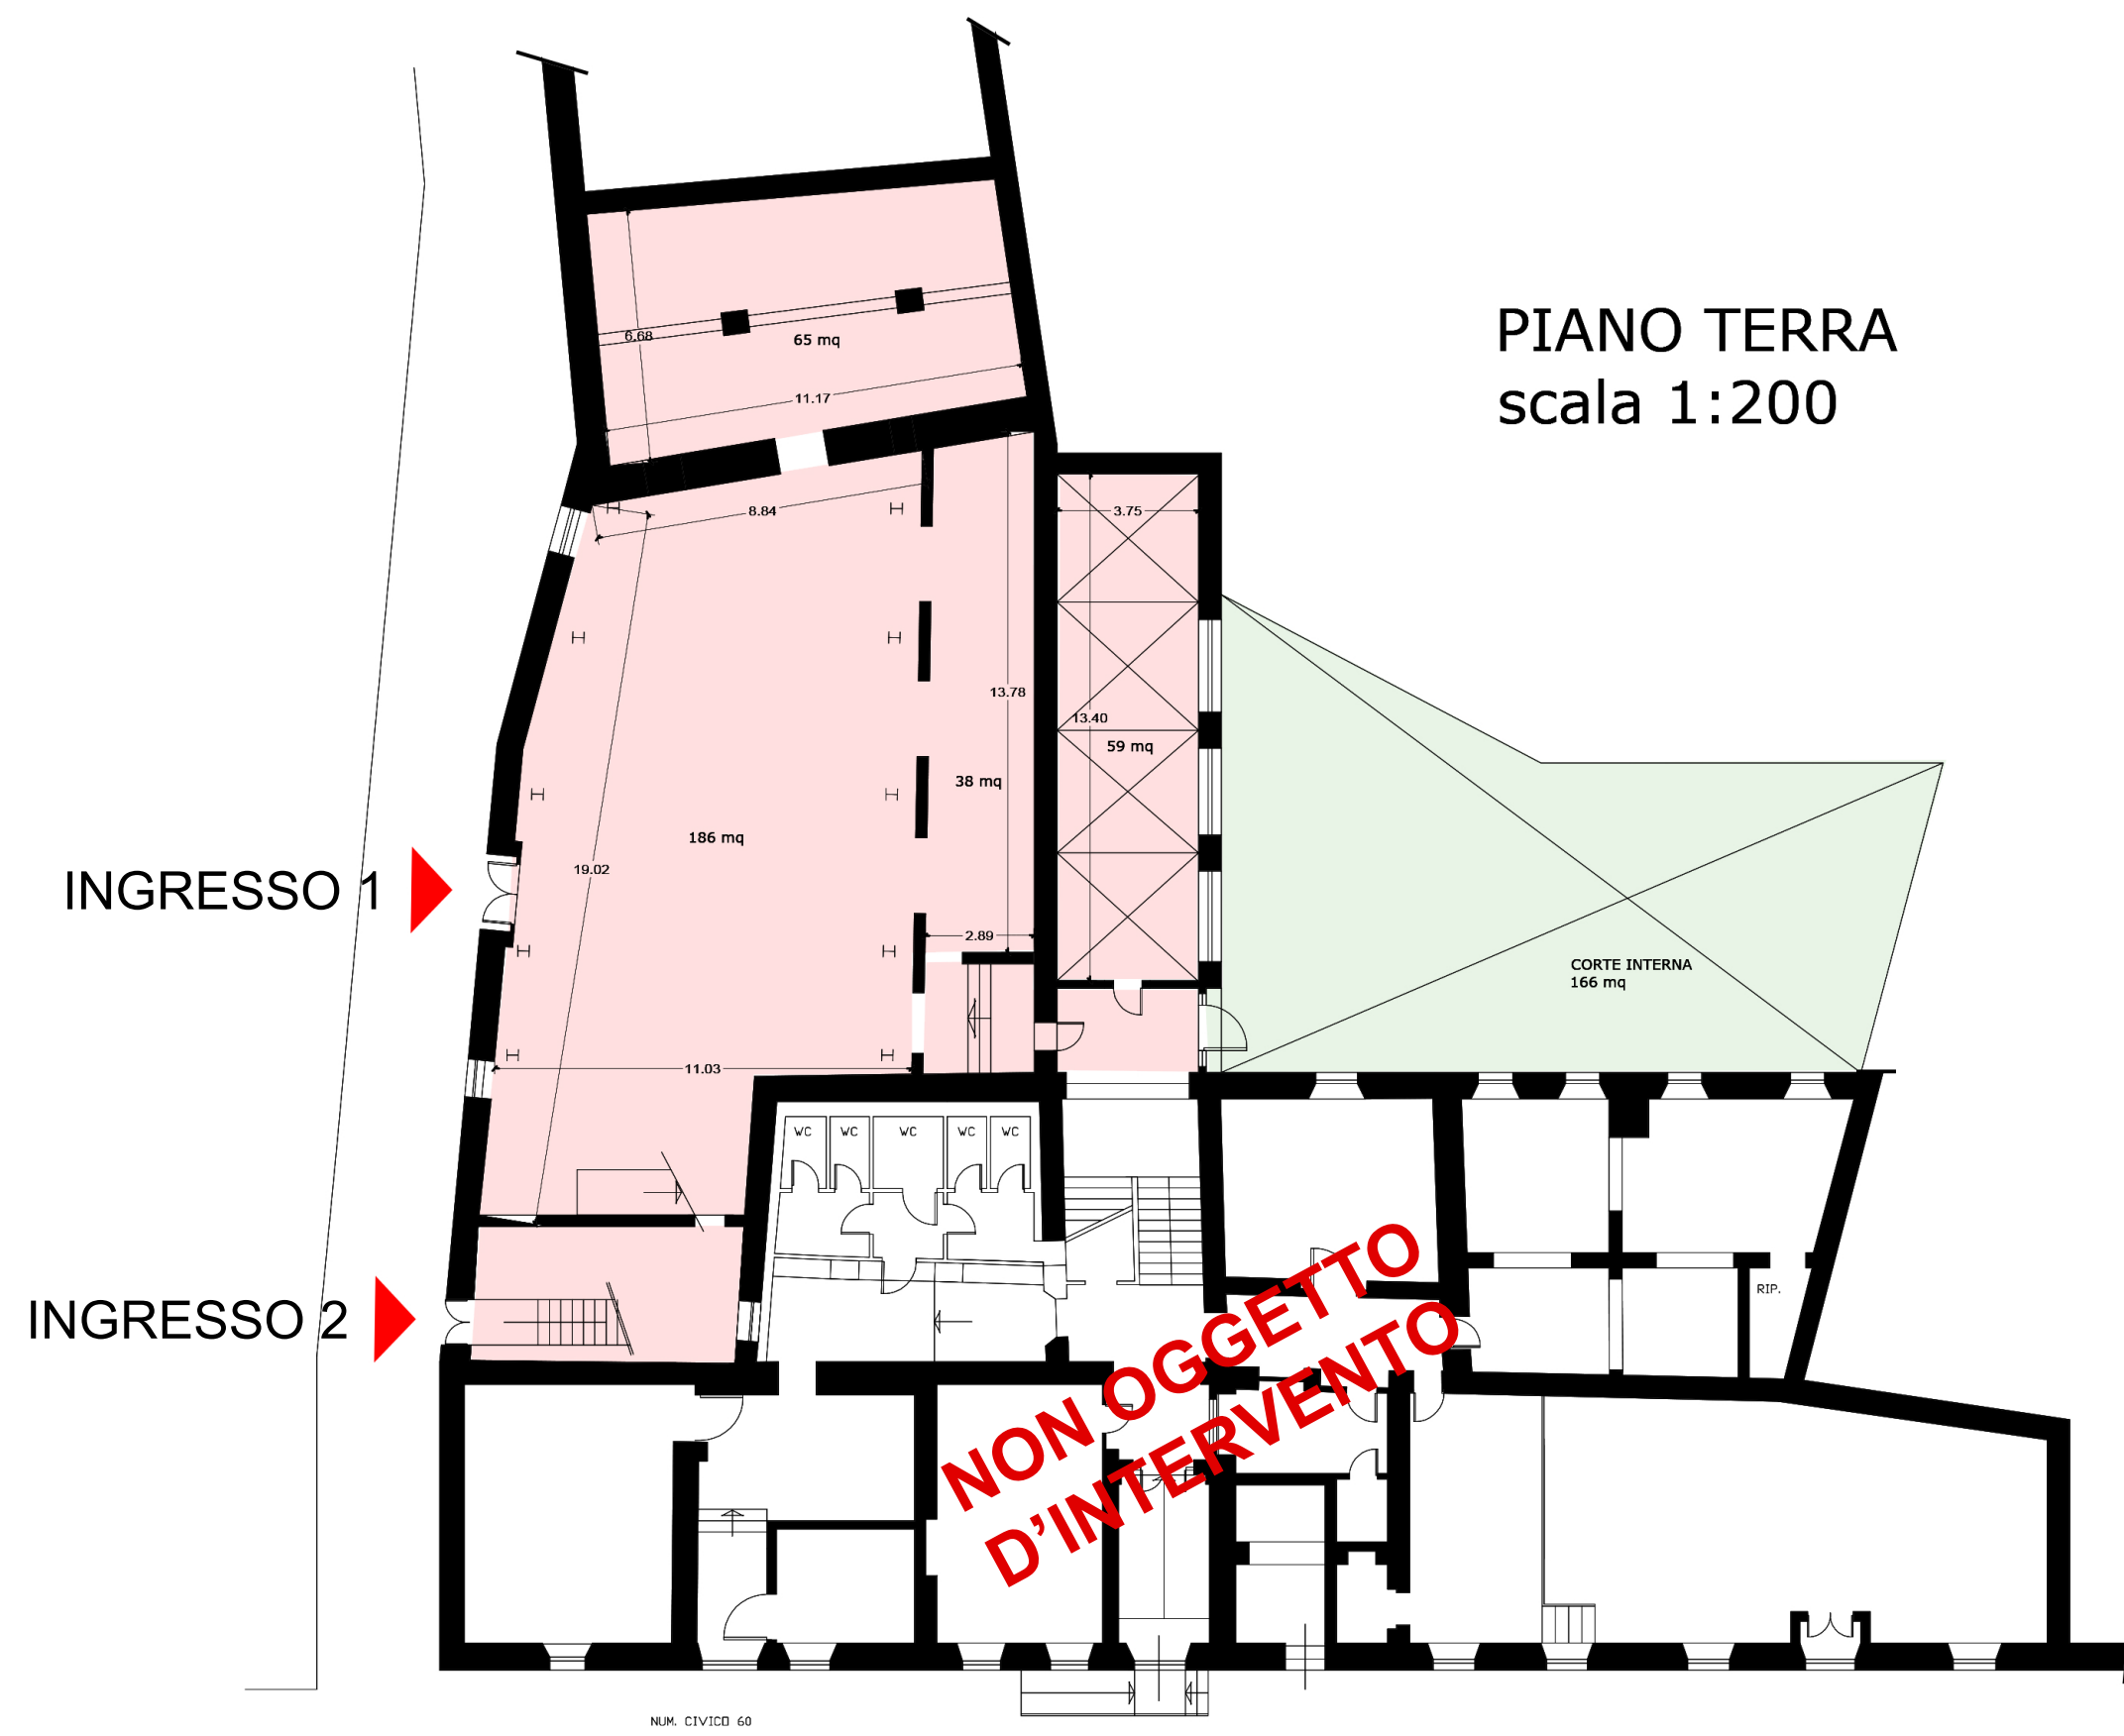 PIANO TERRA
scala 1:200
6.68
65 mq
11.17
8.84
3.75
13.78
13.40
59 mq
38 mq
186 mq
19.02
INGRESSO 1
2.89
CORTE INTERNA
166 mq
11.03
WC WC WC WC WC
INGRESSO 2
RIP.
NON OGGETTO
D’INTERVENTO
NUM. CIVICO 60